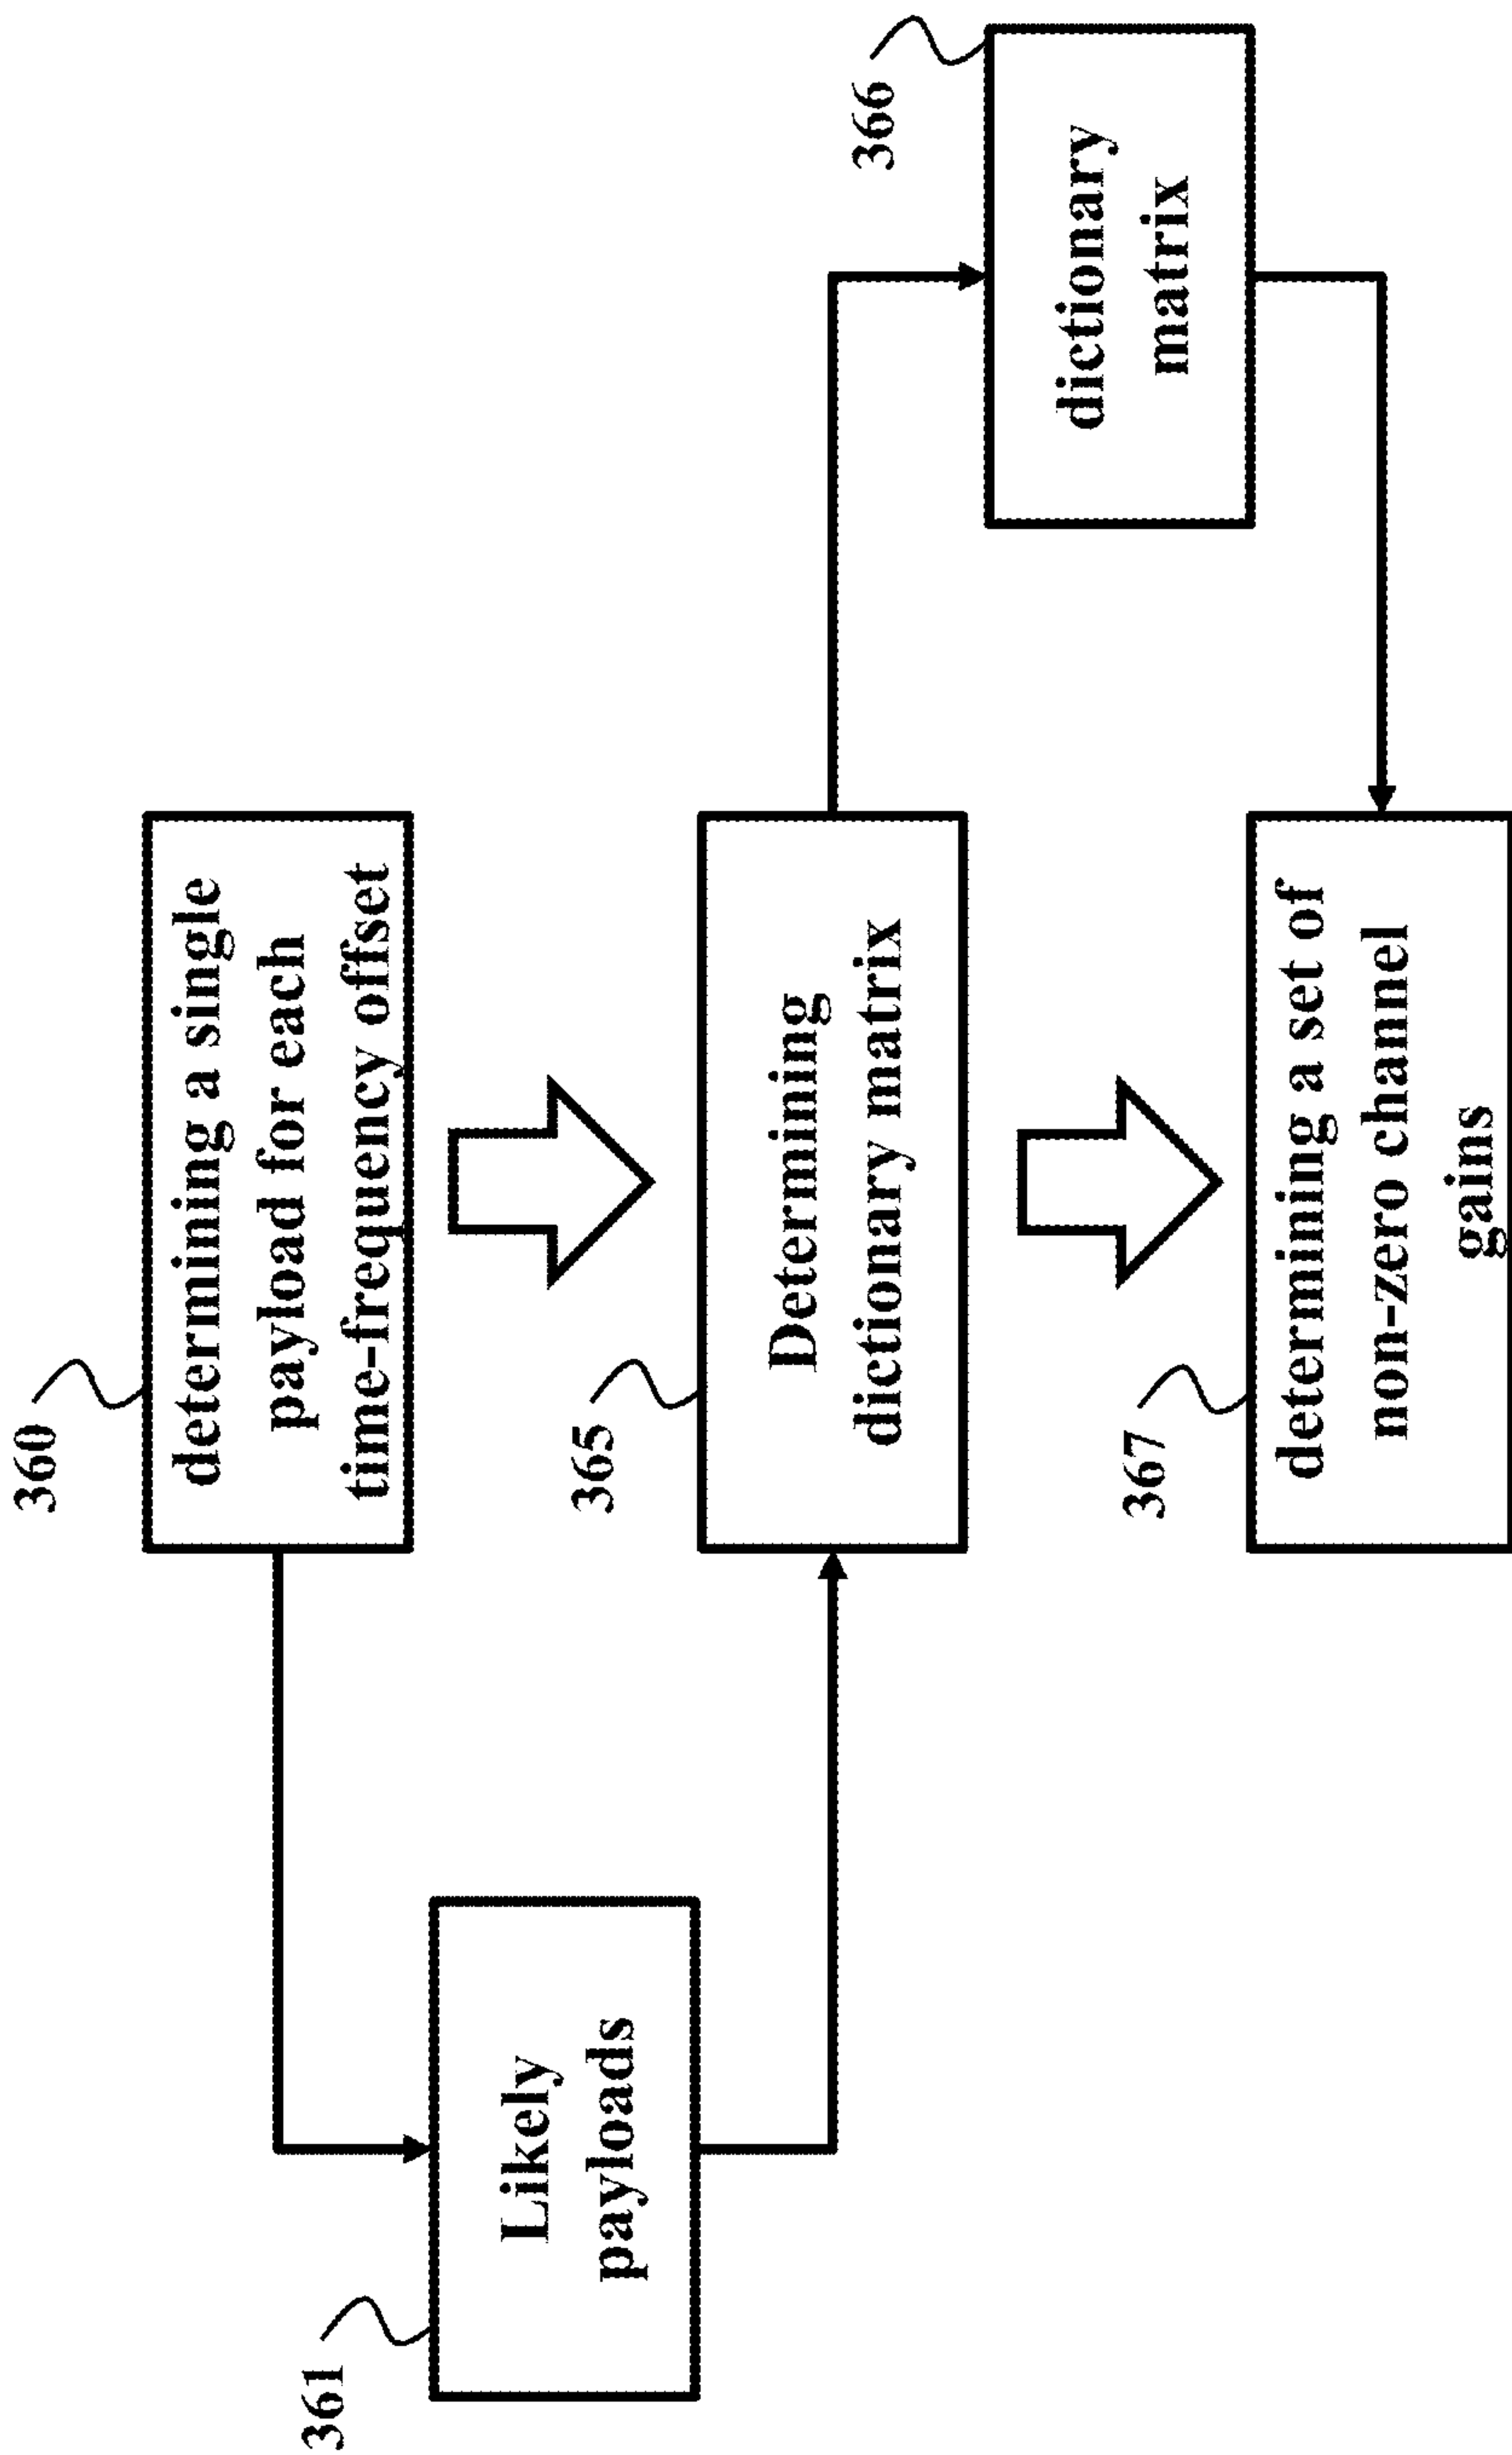 360
determining a single
payload for each
time-frequency offset
361
Likely
payloads
365
Determining
dictionary matrix
366
dictionary
matrix
367
determining a set of
non-zero channel
gains